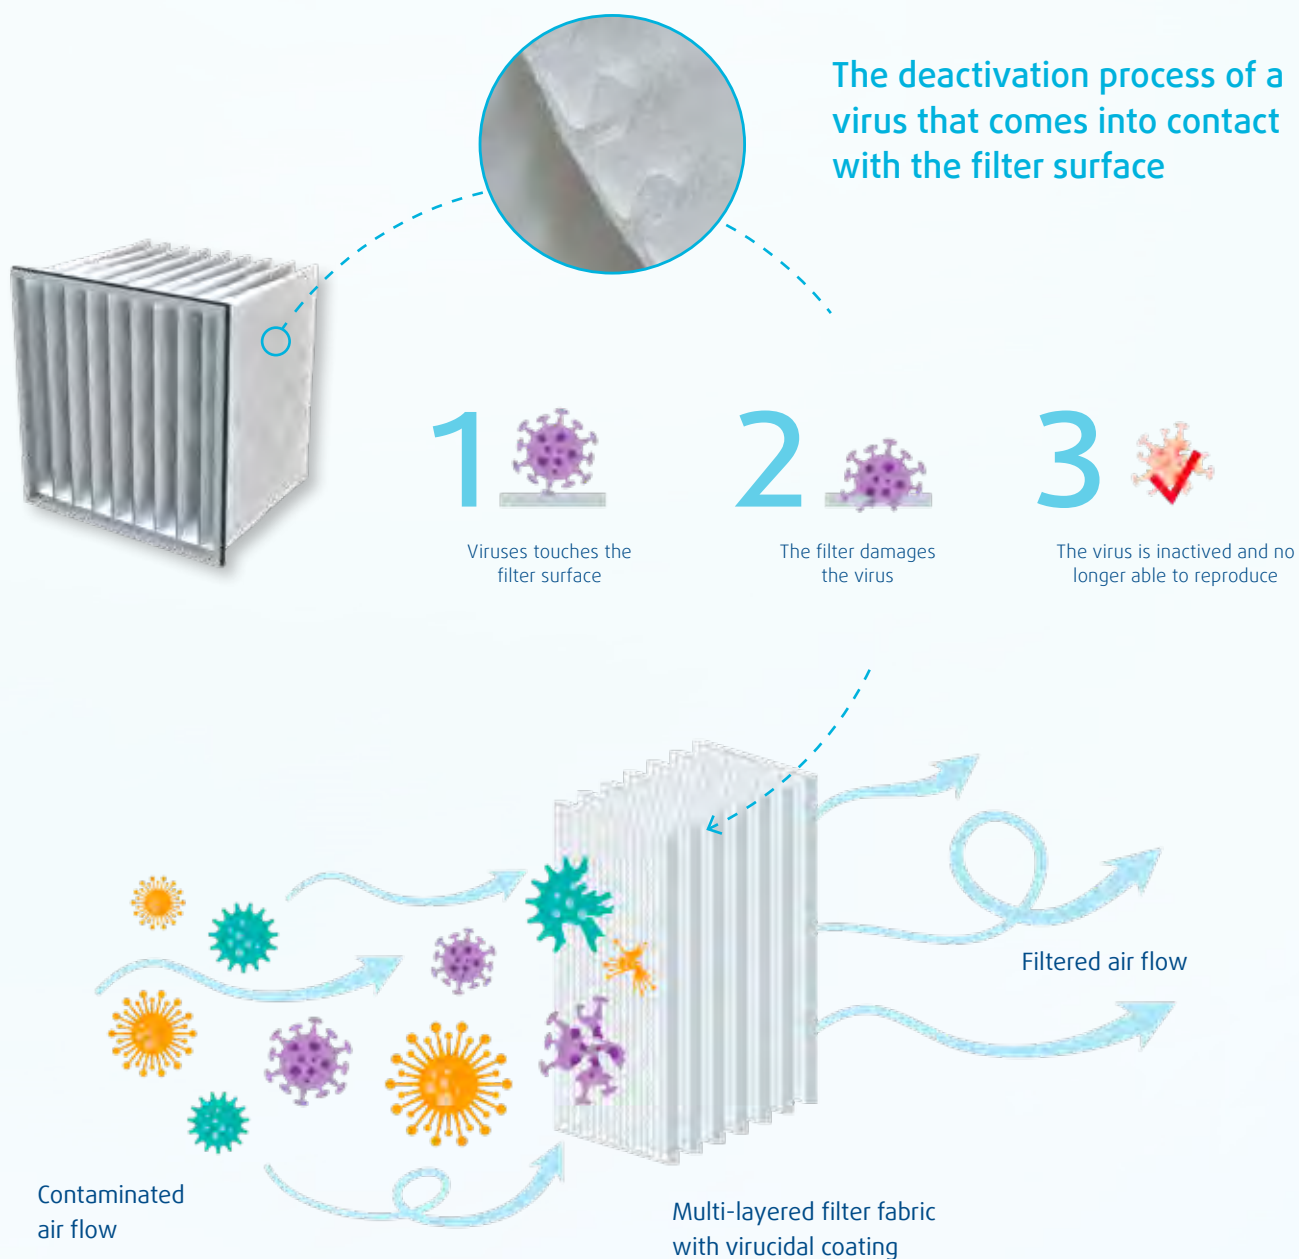 The deactivation process of a
virus that comes into contact
with the filter surface
1
Viruses touches the
filter surface
2
The filter damages
the virus
3
The virus is inactived and no
longer able to reproduce
Filtered air flow
Contaminated
air flow
Multi-layered filter fabric
with virucidal coating